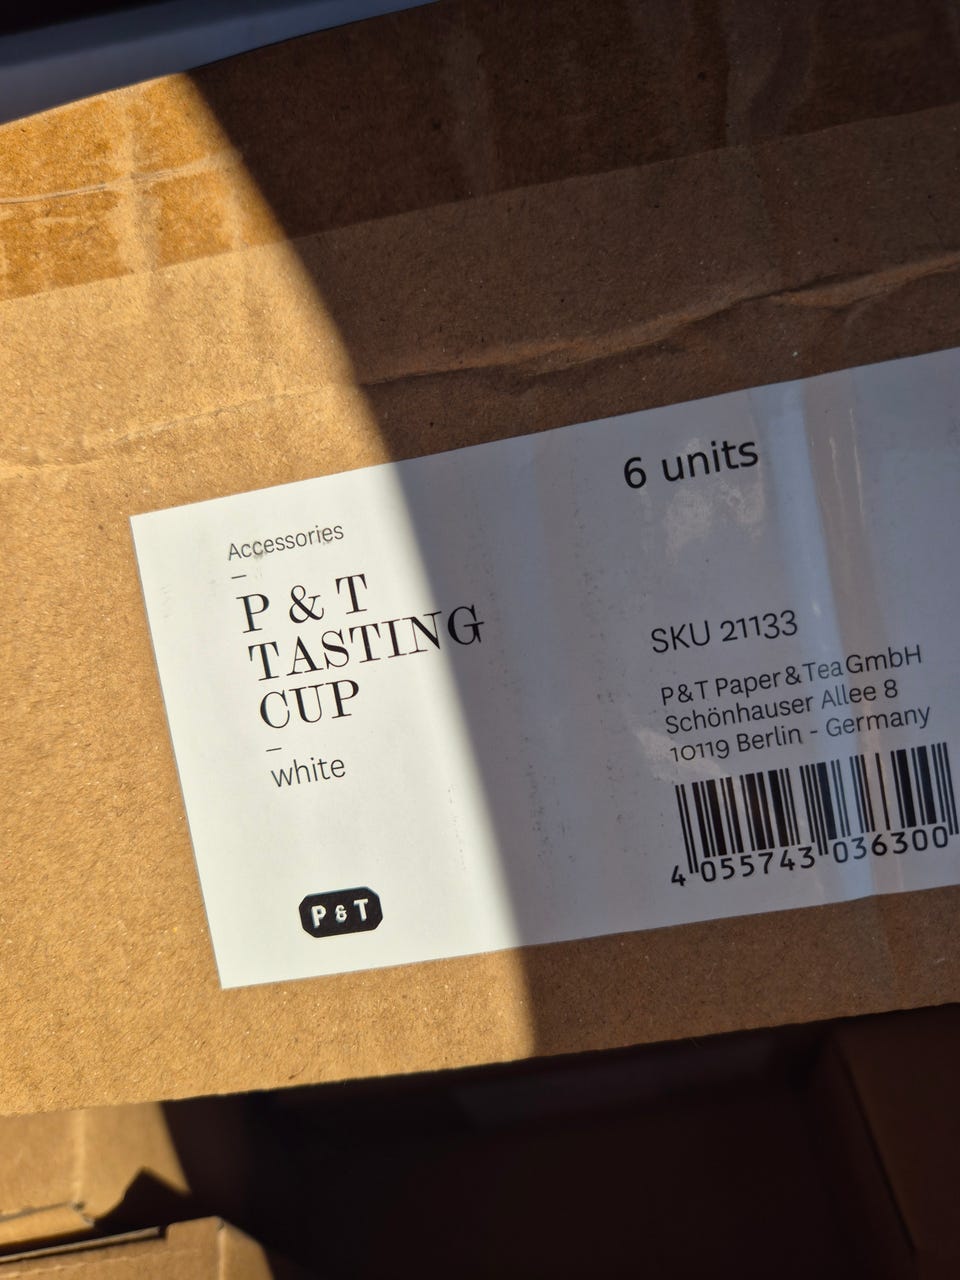 Accessories
–
P & T
TASTING
CUP
–
white
P & T
6 units
SKU 21133
P & T Paper & Tea GmbH
Schönhauser Allee 8
10119 Berlin - Germany
4 055743 036300